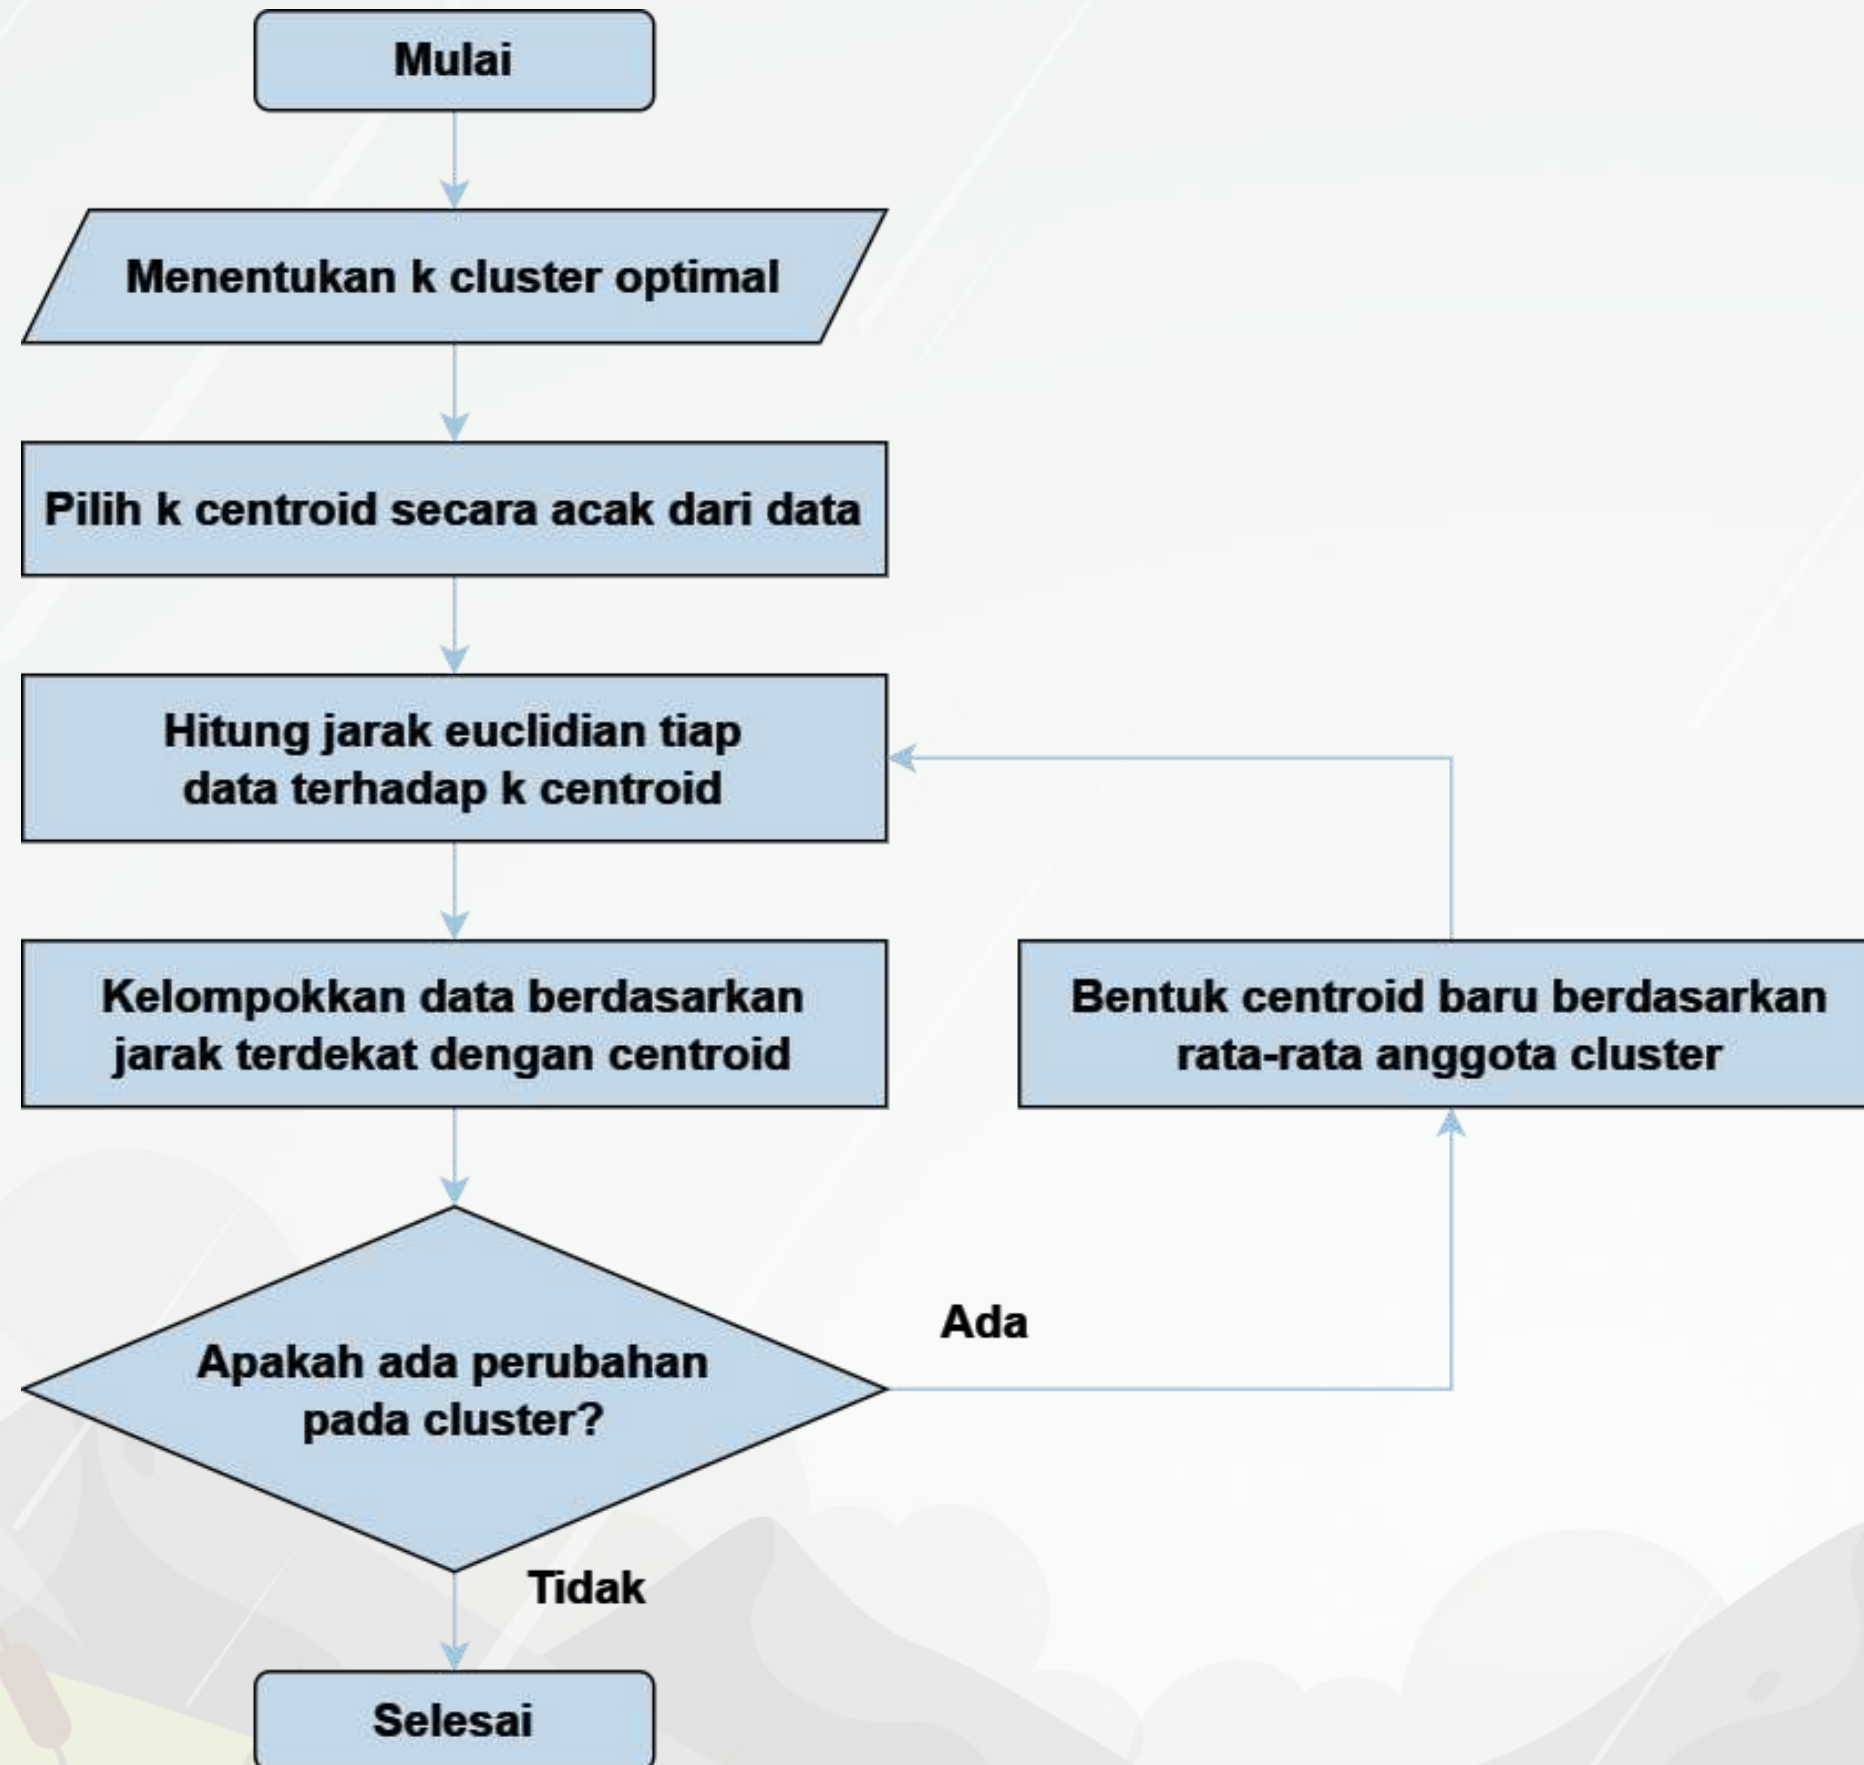 Mulai
Menentukan k cluster optimal
Pilih k centroid secara acak dari data
Hitung jarak euclidian tiap
data terhadap k centroid
Kelompokkan data berdasarkan
jarak terdekat dengan centroid
Bentuk centroid baru berdasarkan
rata-rata anggota cluster
Apakah ada perubahan
pada cluster?
Ada
Tidak
Selesai